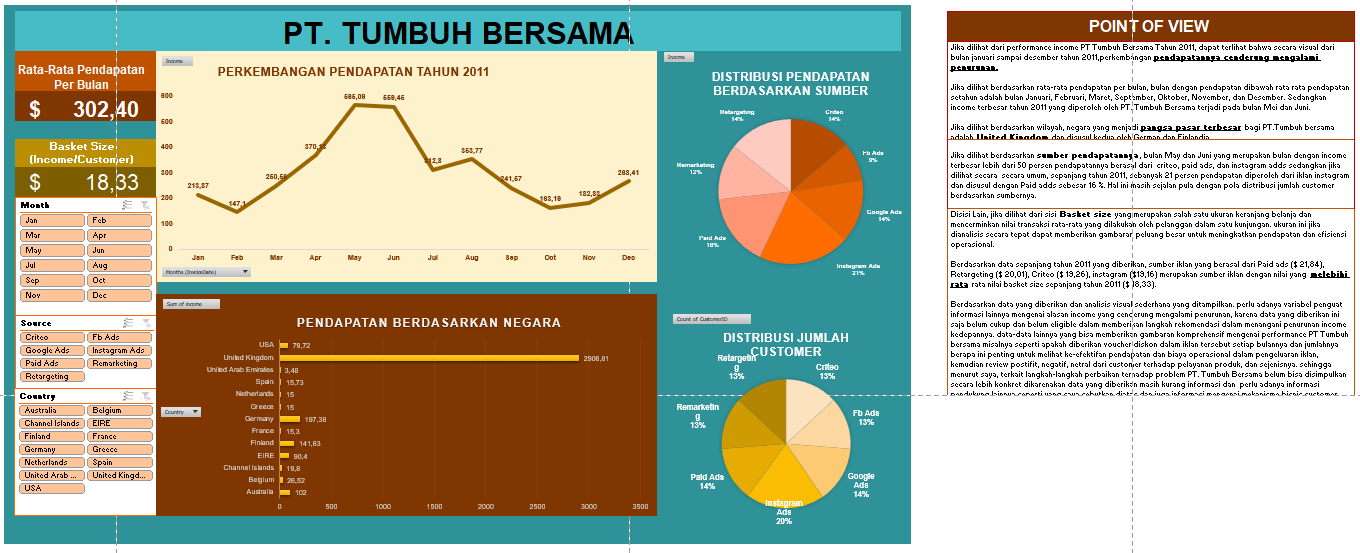 PT. TUMBUH BERSAMA
Rata-Rata Pendapatan
Per Bulan
$ 302,40
Basket Size
(Income/Customer)
$ 18,33
Month
Jan Feb
Mar Apr
May Jun
Jul Aug
Sep Oct
Nov Dec
Source
Criteo Fb Ads
Google Ads Instagram Ads
Paid Ads Remarketing
Retargeting
Country
Australia Belgium
Channel Islands EIRE
Finland France
Germany Greece
Netherlands Spain
United Arab ... United Kingd...
USA
Income
PERKEMBANGAN PENDAPATAN TAHUN 2011
600
500
400
300
200
100
0
213,87
147,1
250,56
370,
565,09
559,45
312,8
353,77
241,57
163,19
182,83
268,41
Jan Feb Mar Apr May Jun Jul Aug Sep Oct Nov Dec
Months (InvoiceDate)
Sum of Income
PENDAPATAN BERDASARKAN NEGARA
Country
USA 79,72
United Kingdom 2906,81
United Arab Emirates 3,48
Spain 15,73
Netherlands 15
Greece 15
Germany 197,38
France 15,3
Finland 141,63
EIRE 90,4
Channel Islands 19,8
Belgium 26,52
Australia 102
0 500 1000 1500 2000 2500 3000 3500
Income
DISTRIBUSI PENDAPATAN
BERDASARKAN SUMBER
Retargeting
14%
Criteo
14%
Fb Ads
9%
Google Ads
14%
Instagram Ads
21%
Paid Ads
16%
Remarketing
12%
Count of CustomerID
DISTRIBUSI JUMLAH
CUSTOMER
Retargetin
g
13%
Criteo
13%
Fb Ads
13%
Google
Ads
14%
Instagram
Ads
20%
Paid Ads
14%
Remarketin
g
13%
POINT OF VIEW
Jika dilihat dari performance income PT Tumbuh Bersama Tahun 2011, dapat terlihat bahwa secara visual dari
bulan januari sampai desember tahun 2011,perkembangan pendapatannya cenderung mengalami
penurunan.
Jika dilihat berdasarkan rata-rata pendapatan per bulan, bulan dengan pendapatan dibawah rata rata pendapatan
setahun adalah bulan Januari, Februari, Maret, September, Oktober, November, dan Desember. Sedangkan
income terbesar tahun 2011 yang diperoleh oleh PT. Tumbuh Bersama terjadi pada bulan Mei dan Juni.
Jika dilihat berdasarkan wilayah, negara yang menjadi pangsa pasar terbesar bagi PT.Tumbuh bersama
adalah United Kingdom dan disusul kedua oleh German dan Finlandia
Jika dilihat berdasarkan sumber pendapatannya, bulan May dan Juni yang merupakan bulan dengan income
terbesar lebih dari 50 persen pendapatannya berasal dari criteo, paid ads, dan instagram adds sedangkan jika
dilihat secara secara umum, sepanjang tahun 2011, sebanyak 21 persen pendapatan diperoleh dari iklan instagram
dan disusul dengan Paid adds sebesar 16 %. Hal ini masih sejalan pula dengan pola distribusi jumlah customer
berdasarkan sumbernya.
Disisi Lain, jika dilihat dari sisi Basket size yang merupakan salah satu ukuran keranjang belanja dan
mencerminkan nilai transaksi rata-rata yang dilakukan oleh pelanggan dalam satu kunjungan. ukuran ini jika
dianalisis secara tepat dapat memberikan gambaran peluang besar untuk meningkatkan pendapatan dan efisiensi
operasional.
Berdasarkan data sepanjang tahun 2011 yang diberikan, sumber iklan yang berasal dari Paid ads ($ 21,84),
Retargeting ($ 20,01), Criteo ($ 19,26), instagram ($19,16) merupakan sumber iklan dengan nilai yang melebihi
rata rata nilai basket size sepanjang tahun 2011 ($ 18,33).
Berdasarkan data yang diberikan dan analisis visual sederhana yang ditampilkan. perlu adanya variabel penguat
informasi lainnya mengenai alasan income yang cenderung mengalami penurunan, karena data yang diberikan ini
saja belum cukup dan belum eligible dalam memberikan langkah rekomendasi dalam menangani penurunan income
kedepannya. data-data lainnya yang bisa memberikan gambaran komprehensif mengenai performance PT Tumbuh
bersama misalnya seperti apakah diberikan voucher diskon dalam iklan tersebut setiap bulannya dan jumlahnya
berapa ini penting untuk melihat ke-efektifan pendapatan dan biaya operasional dalam pengeluaran iklan,
kemudian review postifit, negatif, netral dari customer terhadap pelayanan produk, dan sejenisnya. sehingga
menurut saya, terkait langkah-langkah perbaikan terhadap problem PT. Tumbuh Bersama belum bisa disimpulkan
secara lebih konkret dikarenakan data yang diberikan masih kurang informasi dan perlu adanya informasi
pendukung lainnya seperti yang saya sebutkan diatas dan juga informasi mengenai mekanisme bisnis customer